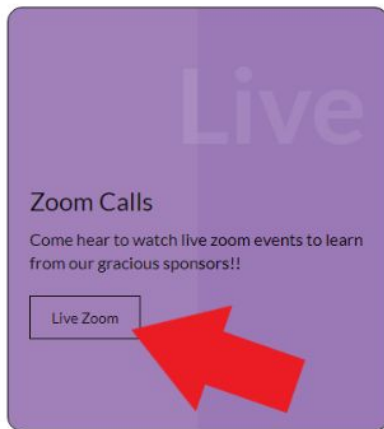 Live
Zoom Calls
Come hear to watch live zoom events to learn
from our gracious sponsors!!
Live Zoom